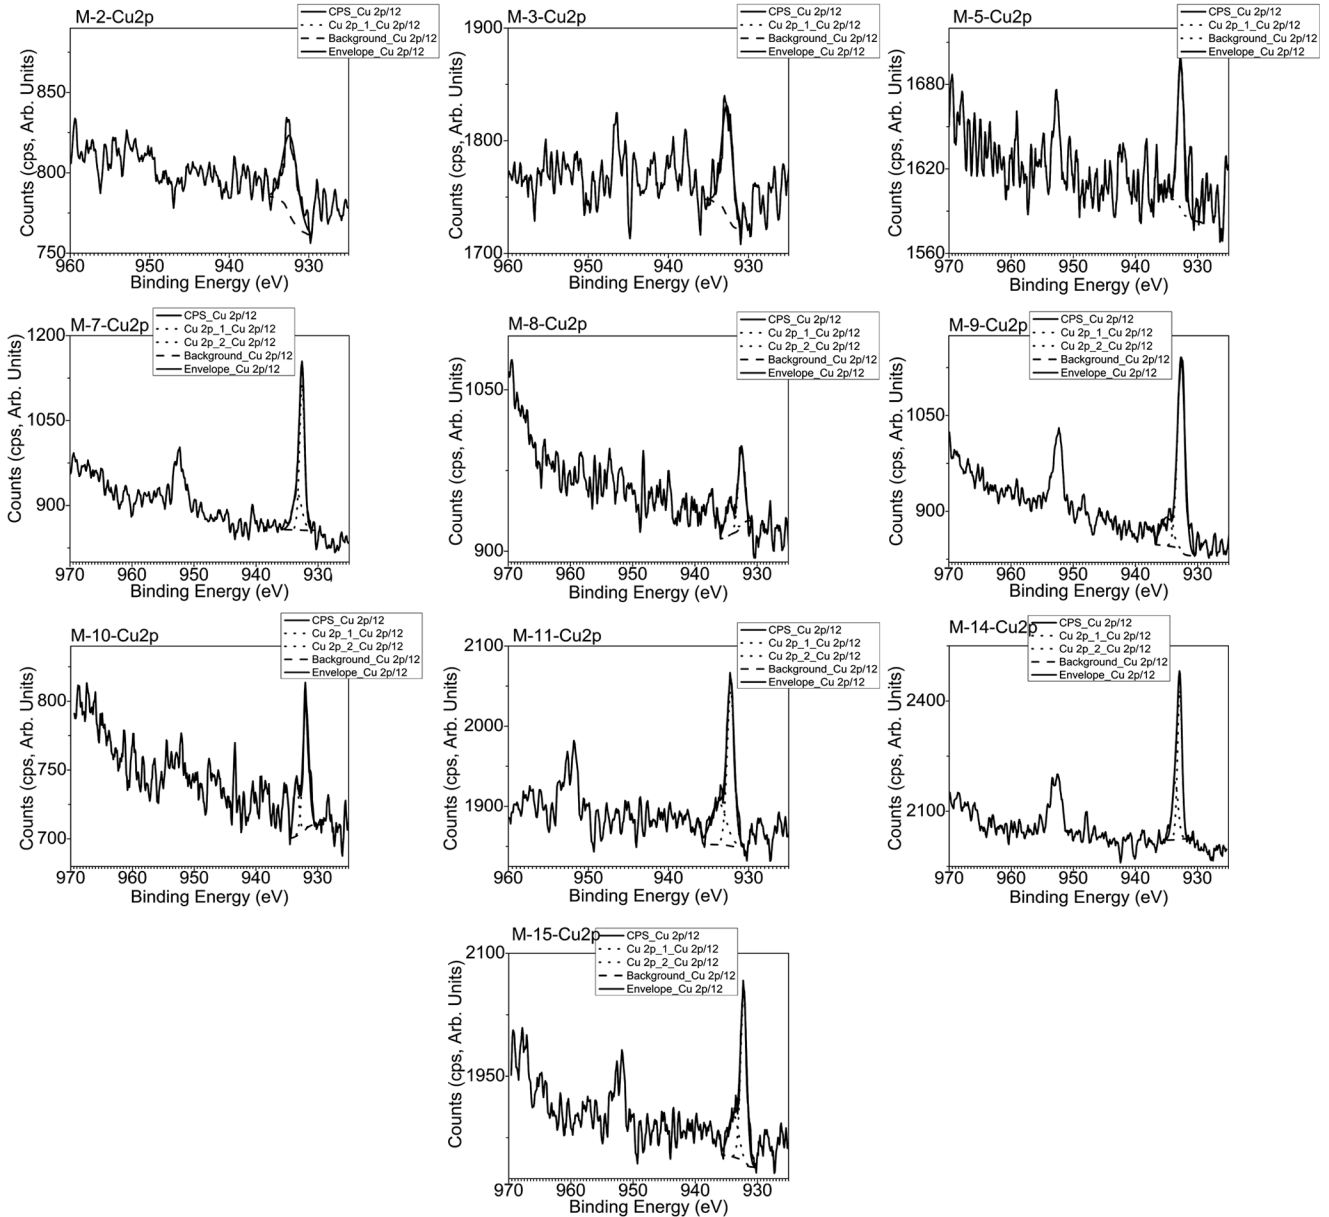 M-2-Cu2p
CPS_Cu 2p/12
Cu 2p_1_Cu 2p/12
Background_Cu 2p/12
Envelope_Cu 2p/12
Counts (cps, Arb. Units)
850
800
750
960 950 940 930
Binding Energy (eV)
M-3-Cu2p
CPS_Cu 2p/12
Cu 2p_1_Cu 2p/12
Background_Cu 2p/12
Envelope_Cu 2p/12
Counts (cps, Arb. Units)
1900
1800
1700
960 950 940 930
Binding Energy (eV)
M-5-Cu2p
CPS_Cu 2p/12
Cu 2p_1_Cu 2p/12
Background_Cu 2p/12
Envelope_Cu 2p/12
Counts (cps, Arb. Units)
1680
1620
1560
970 960 950 940 930
Binding Energy (eV)
M-7-Cu2p
CPS_Cu 2p/12
Cu 2p_1_Cu 2p/12
Cu 2p_2_Cu 2p/12
Background_Cu 2p/12
Envelope_Cu 2p/12
Counts (cps, Arb. Units)
1200
1050
900
970 960 950 940 930
Binding Energy (eV)
M-8-Cu2p
CPS_Cu 2p/12
Cu 2p_1_Cu 2p/12
Cu 2p_2_Cu 2p/12
Background_Cu 2p/12
Envelope_Cu 2p/12
Counts (cps, Arb. Units)
1050
900
970 960 950 940 930
Binding Energy (eV)
M-9-Cu2p
CPS_Cu 2p/12
Cu 2p_1_Cu 2p/12
Cu 2p_2_Cu 2p/12
Background_Cu 2p/12
Envelope_Cu 2p/12
Counts (cps, Arb. Units)
1050
900
970 960 950 940 930
Binding Energy (eV)
M-10-Cu2p
CPS_Cu 2p/12
Cu 2p_1_Cu 2p/12
Cu 2p_2_Cu 2p/12
Background_Cu 2p/12
Envelope_Cu 2p/12
Counts (cps, Arb. Units)
800
750
700
970 960 950 940 930
Binding Energy (eV)
M-11-Cu2p
CPS_Cu 2p/12
Cu 2p_1_Cu 2p/12
Cu 2p_2_Cu 2p/12
Background_Cu 2p/12
Envelope_Cu 2p/12
Counts (cps, Arb. Units)
2100
2000
1900
960 950 940 930
Binding Energy (eV)
M-14-Cu2p
CPS_Cu 2p/12
Cu 2p_1_Cu 2p/12
Cu 2p_2_Cu 2p/12
Background_Cu 2p/12
Envelope_Cu 2p/12
Counts (cps, Arb. Units)
2400
2100
970 960 950 940 930
Binding Energy (eV)
M-15-Cu2p
CPS_Cu 2p/12
Cu 2p_1_Cu 2p/12
Cu 2p_2_Cu 2p/12
Background_Cu 2p/12
Envelope_Cu 2p/12
Counts (cps, Arb. Units)
2100
1950
970 960 950 940 930
Binding Energy (eV)